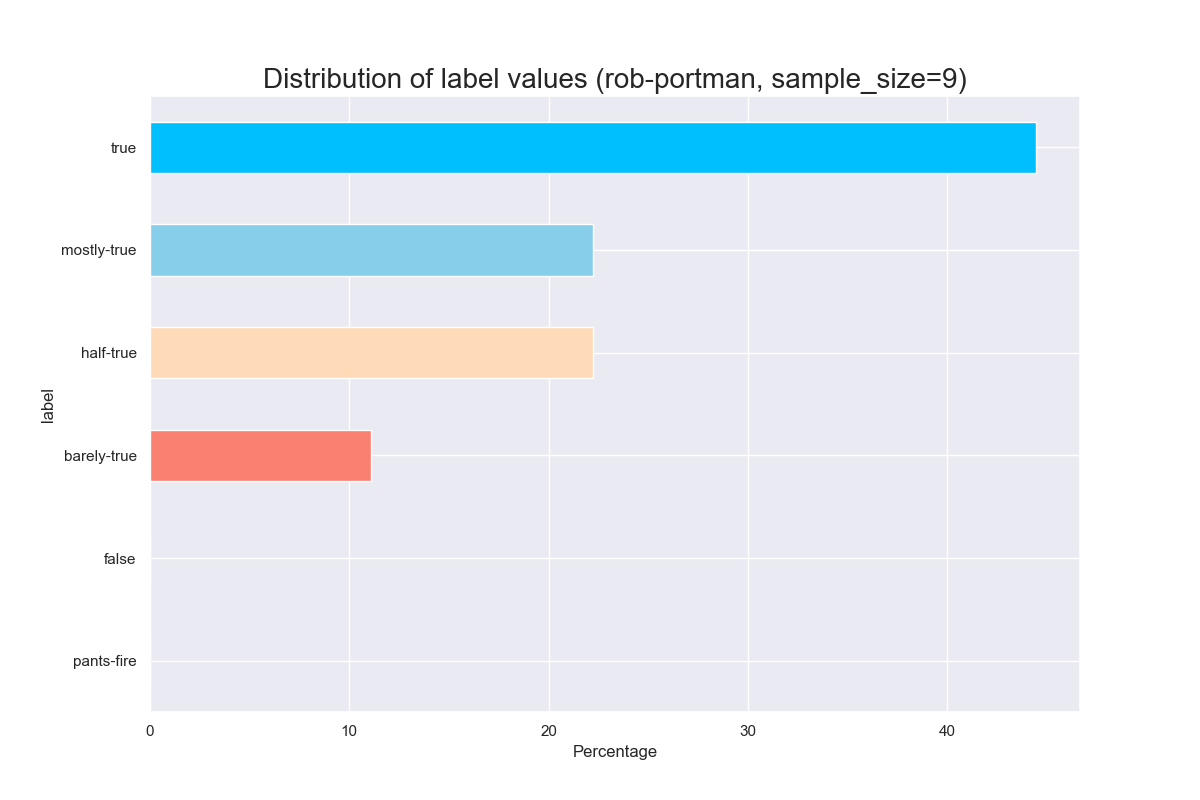 Distribution of label values (rob-portman, sample_size=9)
true
mostly-true
half-true
label
barely-true
false
pants-fire
0 10 20 30 40
Percentage